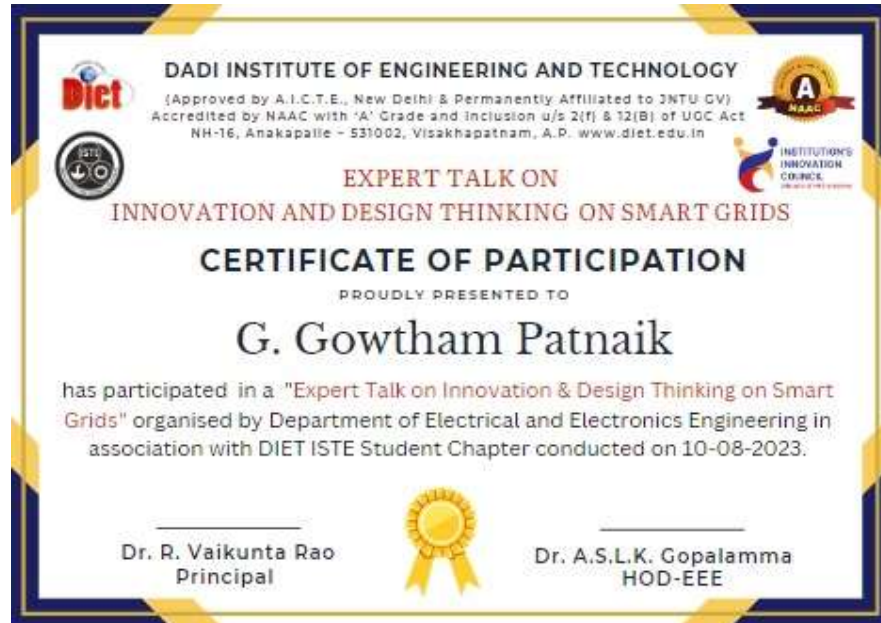 Diet
DADI INSTITUTE OF ENGINEERING AND TECHNOLOGY
(Approved by A.I.C.T.E., New Delhi & Permanently Affiliated to JNTU GV)
Accredited by NAAC with 'A' Grade and Inclusion u/s 2(f) & 12(B) of UGC Act
NH-16, Anakapalle – 531002, Visakhapatnam, A.P. www.diet.edu.in
A
NAAC
ISTE
INSTITUTION'S
INNOVATION
COUNCIL
EXPERT TALK ON
INNOVATION AND DESIGN THINKING ON SMART GRIDS
CERTIFICATE OF PARTICIPATION
PROUDLY PRESENTED TO
G. Gowtham Patnaik
has participated in a "Expert Talk on Innovation & Design Thinking on Smart
Grids" organised by Department of Electrical and Electronics Engineering in
association with DIET ISTE Student Chapter conducted on 10-08-2023.
Dr. R. Vaikunta Rao
Principal
Dr. A.S.L.K. Gopalamma
HOD-EEE